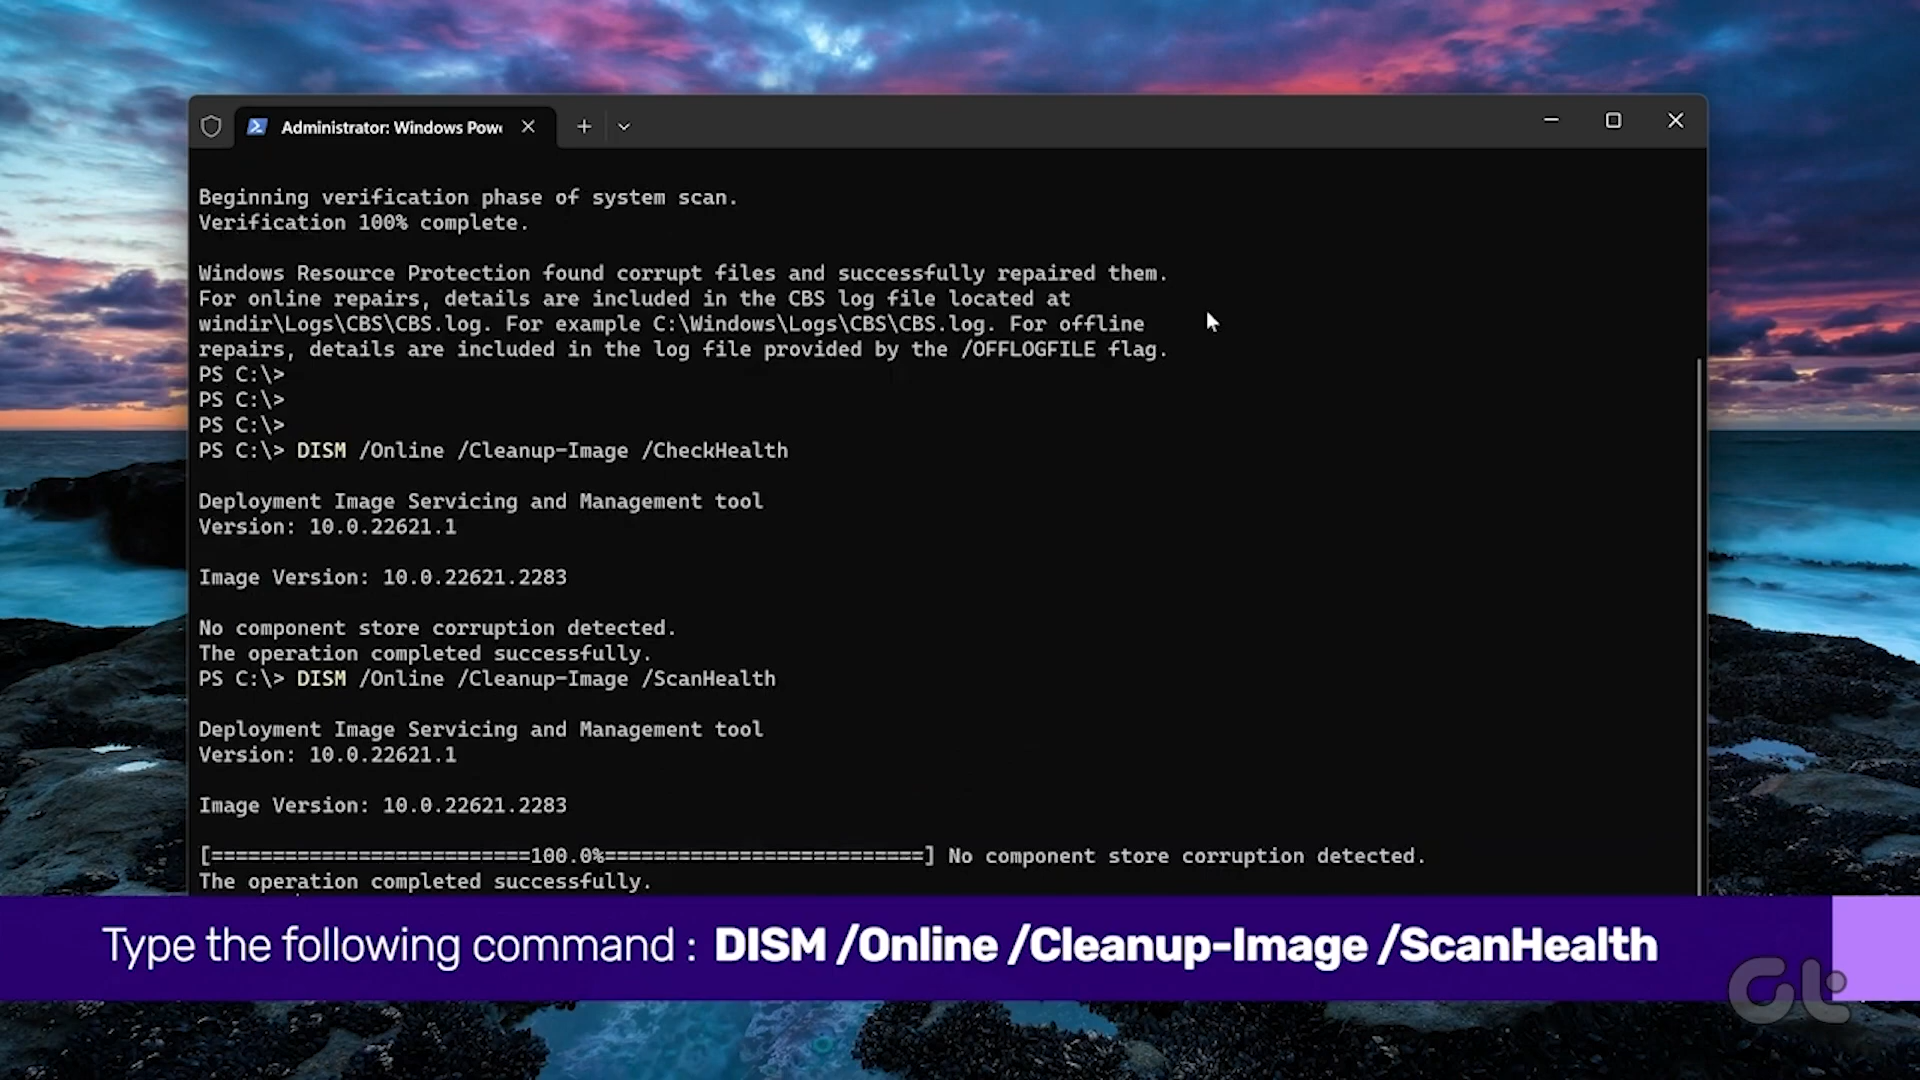 Administrator: Windows Pow
Beginning verification phase of system scan.
Verification 100% complete.
Windows Resource Protection found corrupt files and successfully repaired them.
For online repairs, details are included in the CBS log file located at
windir\Logs\CBS\CBS.log. For example C:\Windows\Logs\CBS\CBS.log. For offline
repairs, details are included in the log file provided by the /OFFLOGFILE flag.
PS C:\>
PS C:\>
PS C:\>
PS C:\> DISM /Online /Cleanup-Image /CheckHealth
Deployment Image Servicing and Management tool
Version: 10.0.22621.1
Image Version: 10.0.22621.2283
No component store corruption detected.
The operation completed successfully.
PS C:\> DISM /Online /Cleanup-Image /ScanHealth
Deployment Image Servicing and Management tool
Version: 10.0.22621.1
Image Version: 10.0.22621.2283
[==========================100.0%==========================] No component store corruption detected.
The operation completed successfully.
Type the following command : DISM /Online /Cleanup-Image /ScanHealth
Gt